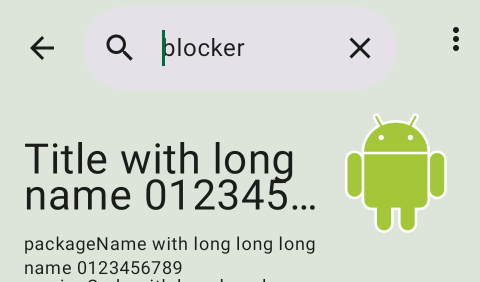 blocker
Title with long
name 012345…
packageName with long long long
name 0123456789